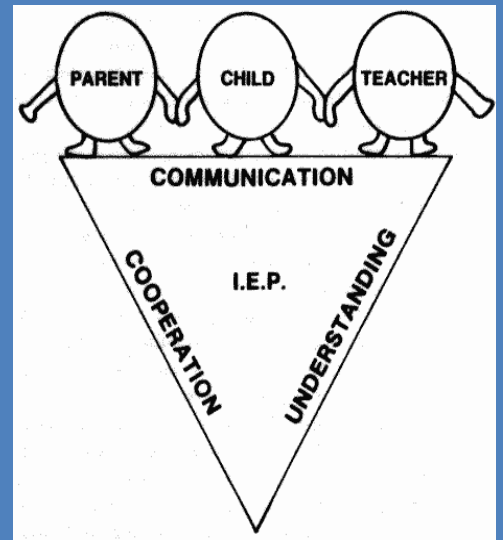 PARENT CHILD TEACHER
COMMUNICATION
COOPERATION
I.E.P.
UNDERSTANDING